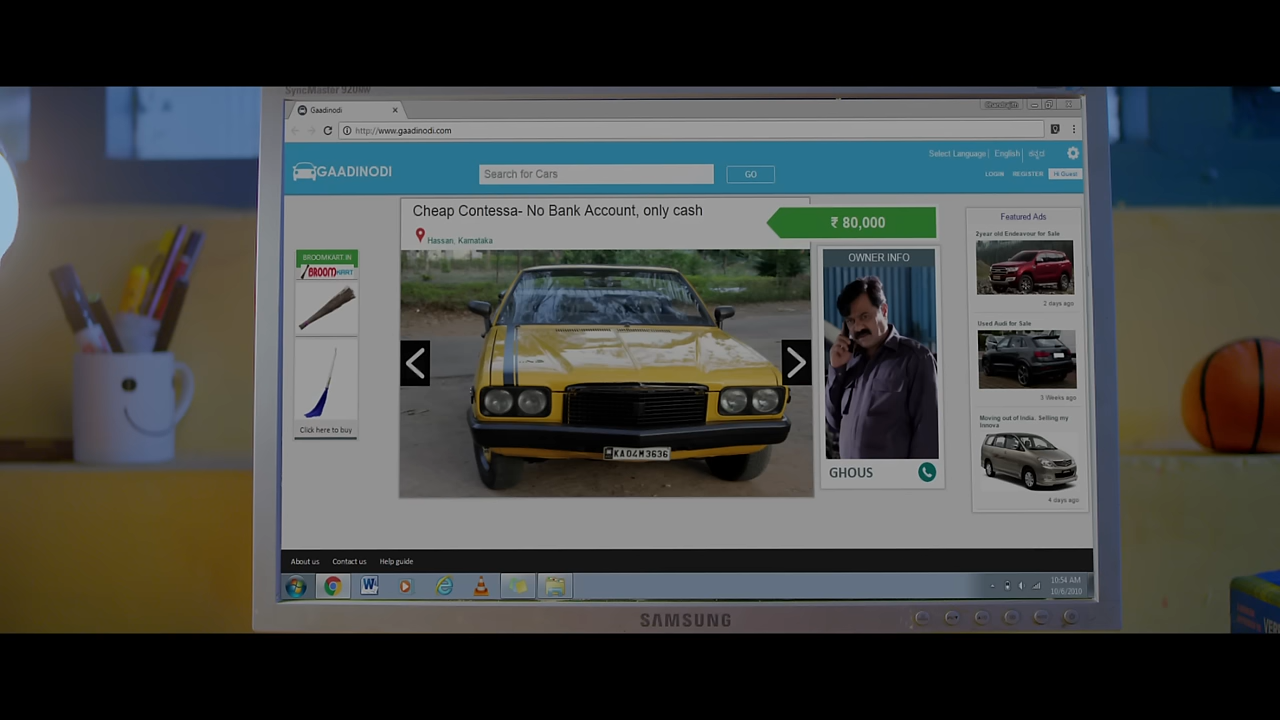 SyncMaster 920NW
Gaadinodi
http://www.gaadinodi.com
Select Language | English | ಕನ್ನಡ
GAADINODI
Search for Cars
GO
LOGIN REGISTER Hi Guest
Cheap Contessa- No Bank Account, only cash
Hassan, Karnataka
₹ 80,000
BROOMKART.IN
BROOMKART
Click here to buy
KA04M3636
OWNER INFO
GHOUS
Featured Ads
2year old Endeavour for Sale
2 days ago
Used Audi for Sale
3 Weeks ago
Moving out of India. Selling my
Innova
4 days ago
About us Contact us Help guide
W
10:54 AM
10/6/2010
SAMSUNG